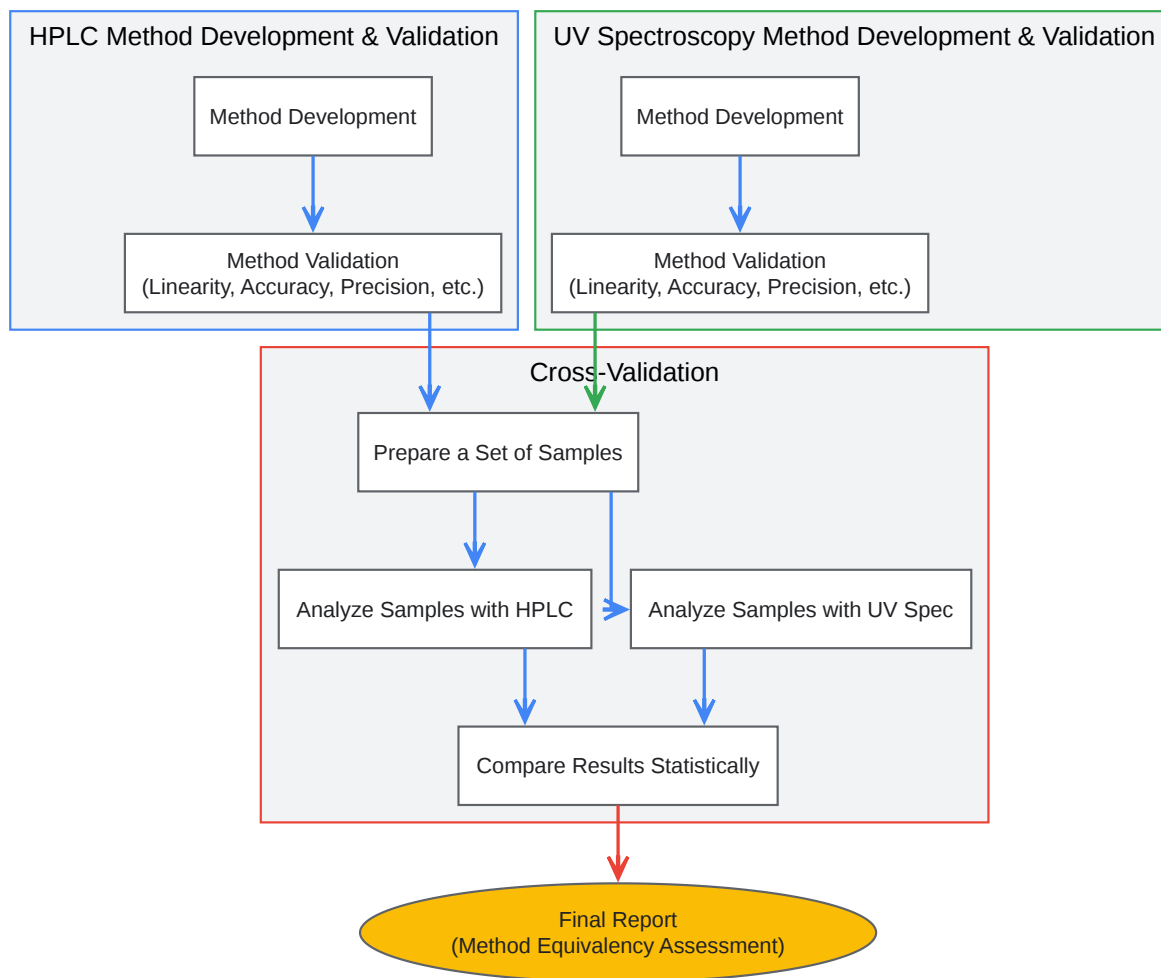 HPLC Method Development & Validation
UV Spectroscopy Method Development & Validation
Method Development
Method Development
Method Validation
(Linearity, Accuracy, Precision, etc.)
Method Validation
(Linearity, Accuracy, Precision, etc.)
Cross-Validation
Prepare a Set of Samples
Analyze Samples with HPLC
Analyze Samples with UV Spec
Compare Results Statistically
Final Report
(Method Equivalency Assessment)